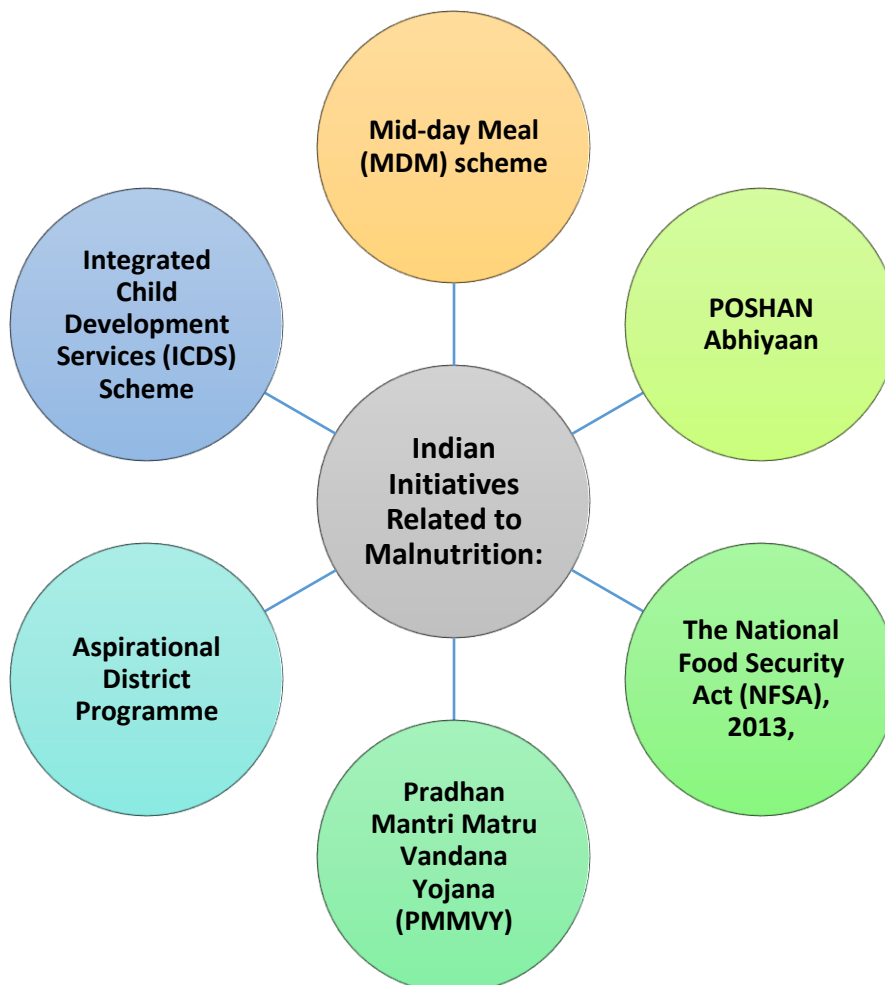 Mid-day Meal
(MDM) scheme
Integrated
Child
Development
Services (ICDS)
Scheme
POSHAN
Abhiyaan
Indian
Initiatives
Related to
Malnutrition:
Aspirational
District
Programme
The National
Food Security
Act (NFSA),
2013,
Pradhan
Mantri Matru
Vandana
Yojana
(PMMVY)